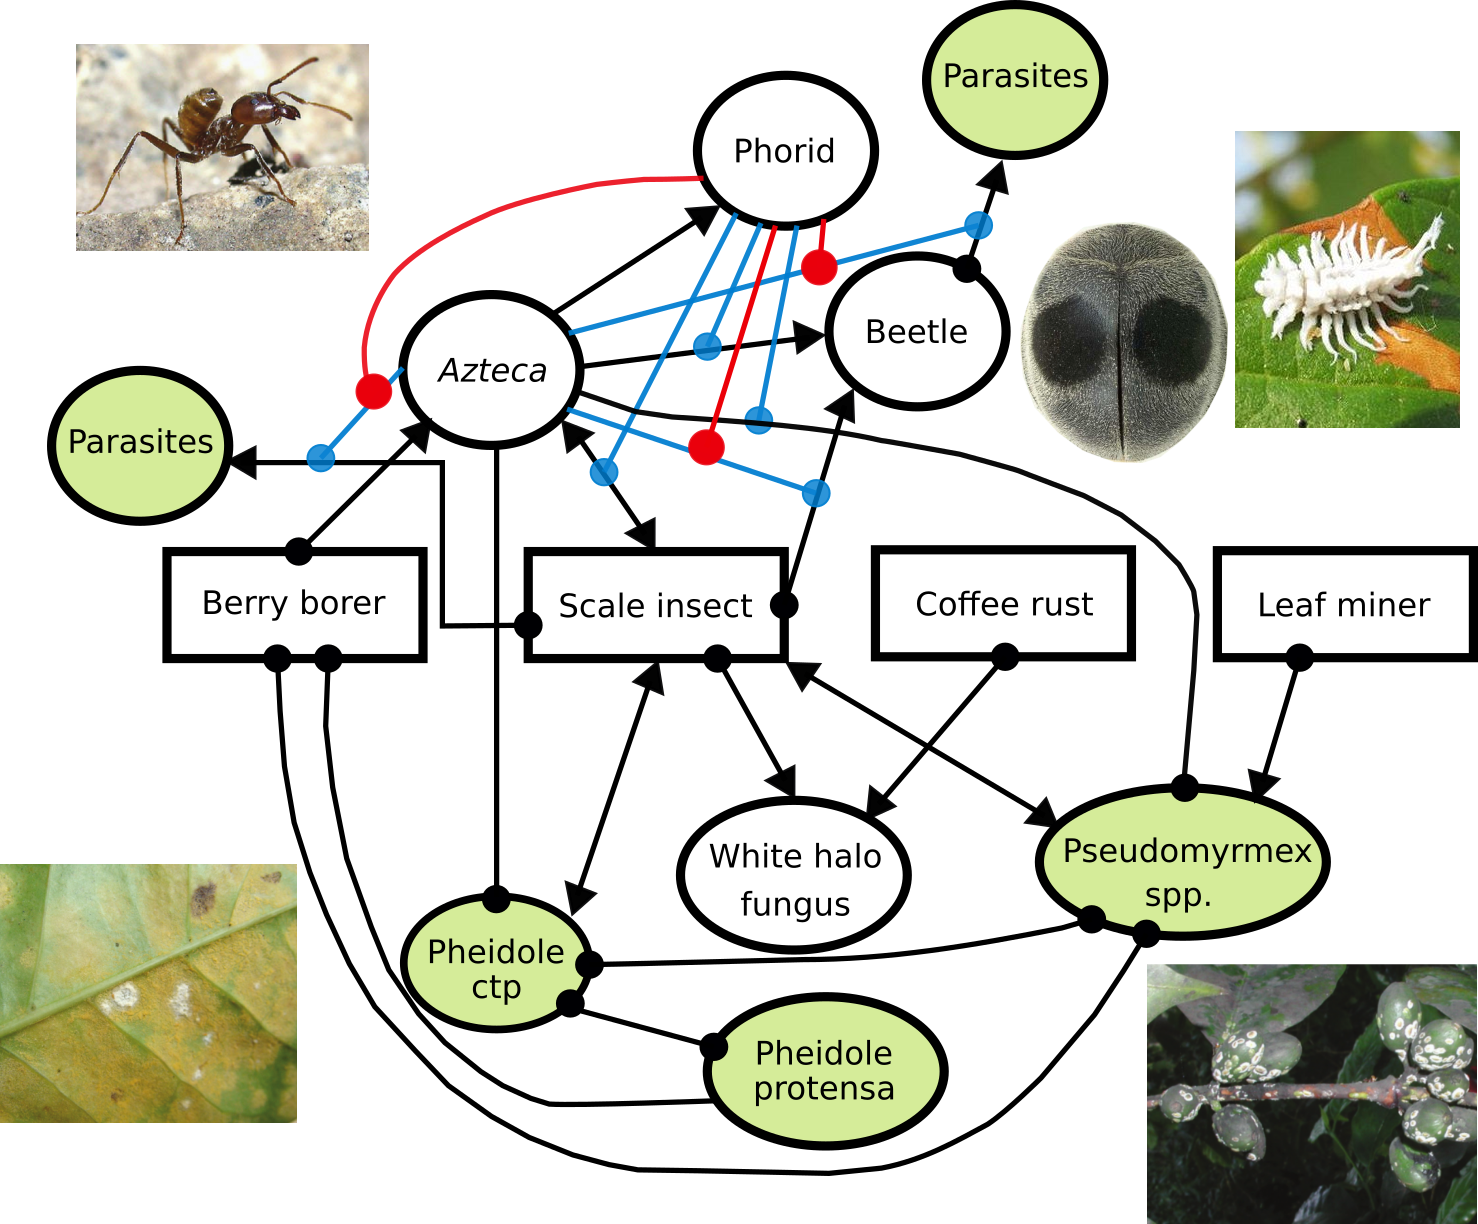 Parasites
Phorid
Beetle
Azteca
Parasites
Berry borer
Scale insect
Coffee rust
Leaf miner
White halo
fungus
Pseudomyrmex
spp.
Pheidole
ctp
Pheidole
protensa